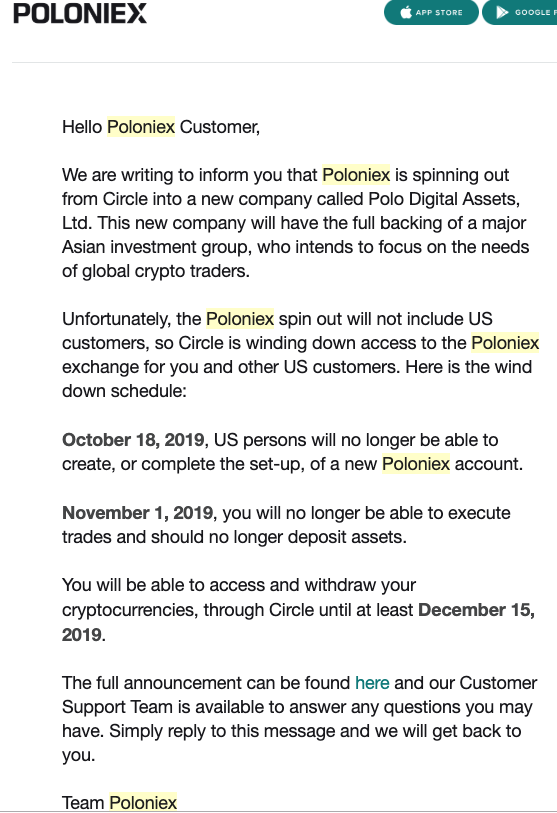 POLONIEX
APP STORE
GOOGLE
Hello Poloniex Customer,
We are writing to inform you that Poloniex is spinning out
from Circle into a new company called Polo Digital Assets,
Ltd. This new company will have the full backing of a major
Asian investment group, who intends to focus on the needs
of global crypto traders.
Unfortunately, the Poloniex spin out will not include US
customers, so Circle is winding down access to the Poloniex
exchange for you and other US customers. Here is the wind
down schedule:
October 18, 2019, US persons will no longer be able to
create, or complete the set-up, of a new Poloniex account.
November 1, 2019, you will no longer be able to execute
trades and should no longer deposit assets.
You will be able to access and withdraw your
cryptocurrencies, through Circle until at least December 15,
2019.
The full announcement can be found here and our Customer
Support Team is available to answer any questions you may
have. Simply reply to this message and we will get back to
you.
Team Poloniex